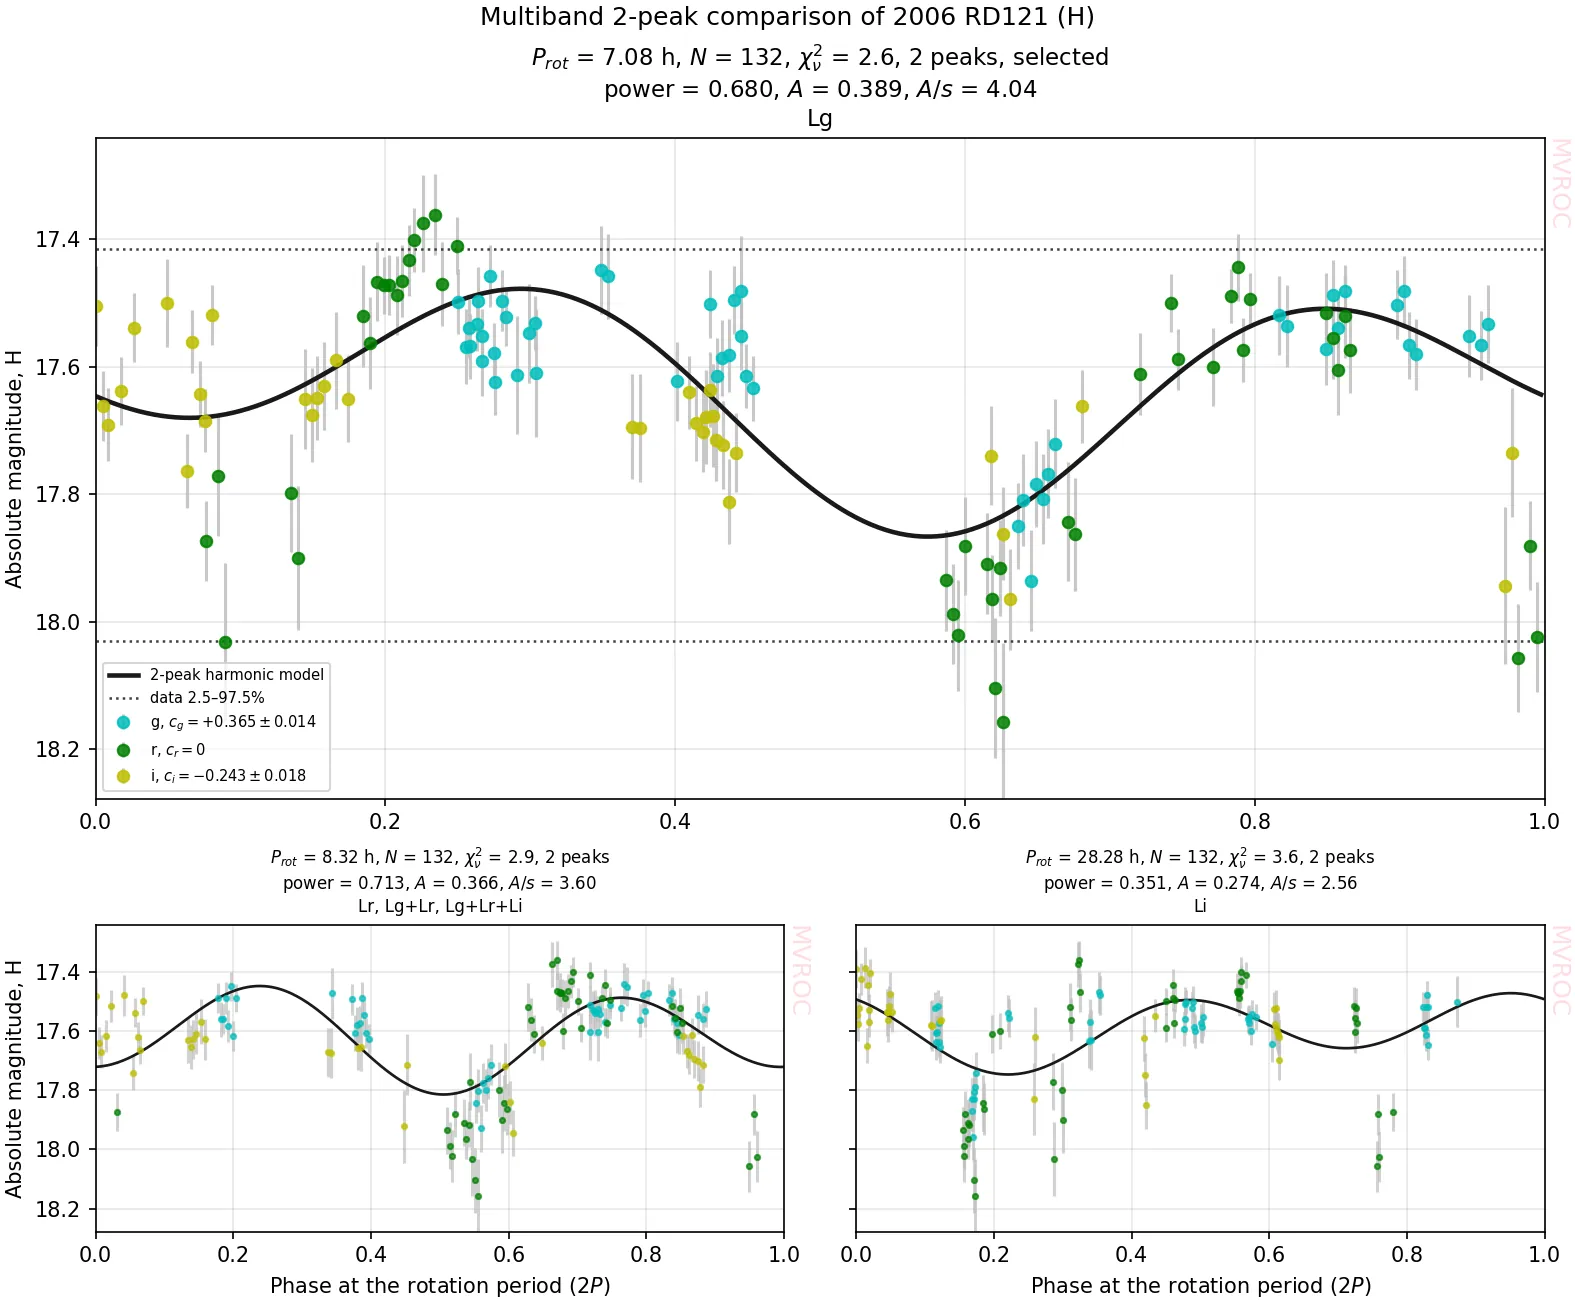 Multiband 2-peak comparison of 2006 RD121 (H)
P_rot = 7.08 h, N = 132, χ²_ν = 2.6, 2 peaks, selected
power = 0.680, A = 0.389, A/s = 4.04
Lg
MVROC
Absolute magnitude, H
17.4
17.6
17.8
18.0
18.2
2-peak harmonic model
data 2.5–97.5%
g, c_g = +0.365 ± 0.014
r, c_r = 0
i, c_i = −0.243 ± 0.018
0.0 0.2 0.4 0.6 0.8 1.0
P_rot = 8.32 h, N = 132, χ²_ν = 2.9, 2 peaks
power = 0.713, A = 0.366, A/s = 3.60
Lr, Lg+Lr, Lg+Lr+Li
MVROC
Absolute magnitude, H
17.4
17.6
17.8
18.0
18.2
0.0 0.2 0.4 0.6 0.8 1.0
Phase at the rotation period (2P)
P_rot = 28.28 h, N = 132, χ²_ν = 3.6, 2 peaks
power = 0.351, A = 0.274, A/s = 2.56
Li
MVROC
0.0 0.2 0.4 0.6 0.8 1.0
Phase at the rotation period (2P)